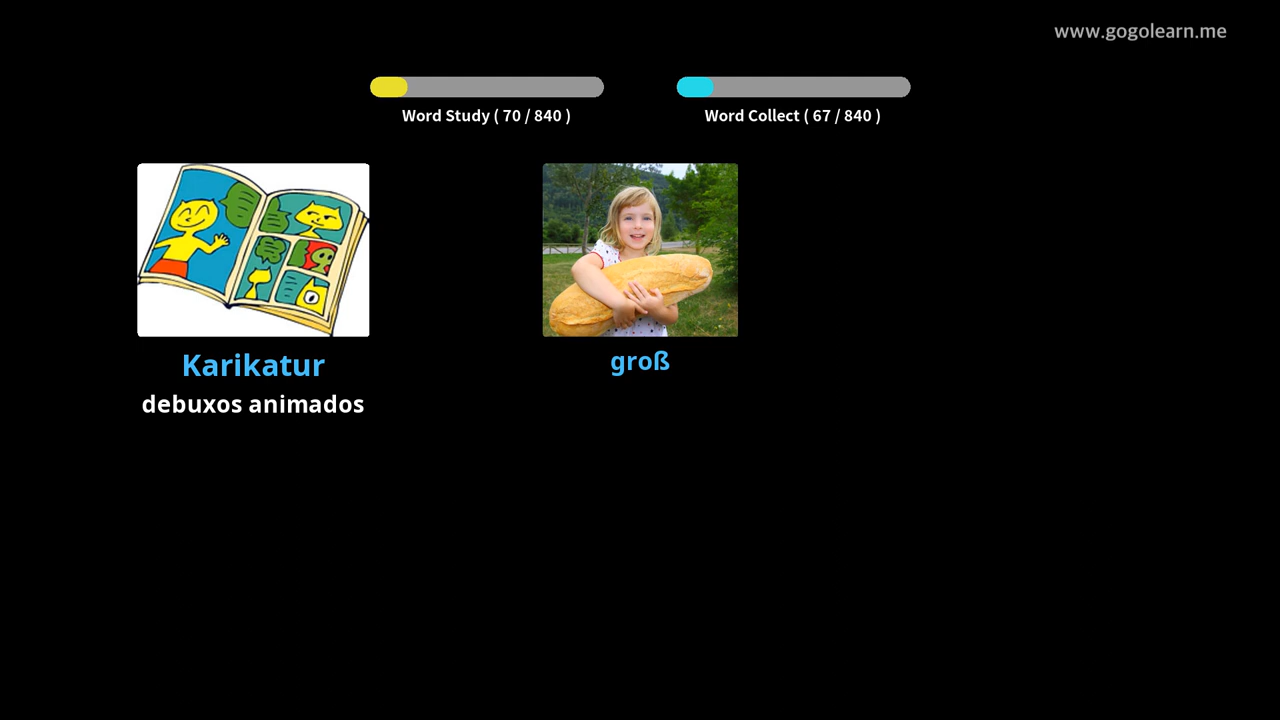 www.gogolearn.me
Word Study ( 70 / 840 )
Word Collect ( 67 / 840 )
Karikatur
debuxos animados
groß